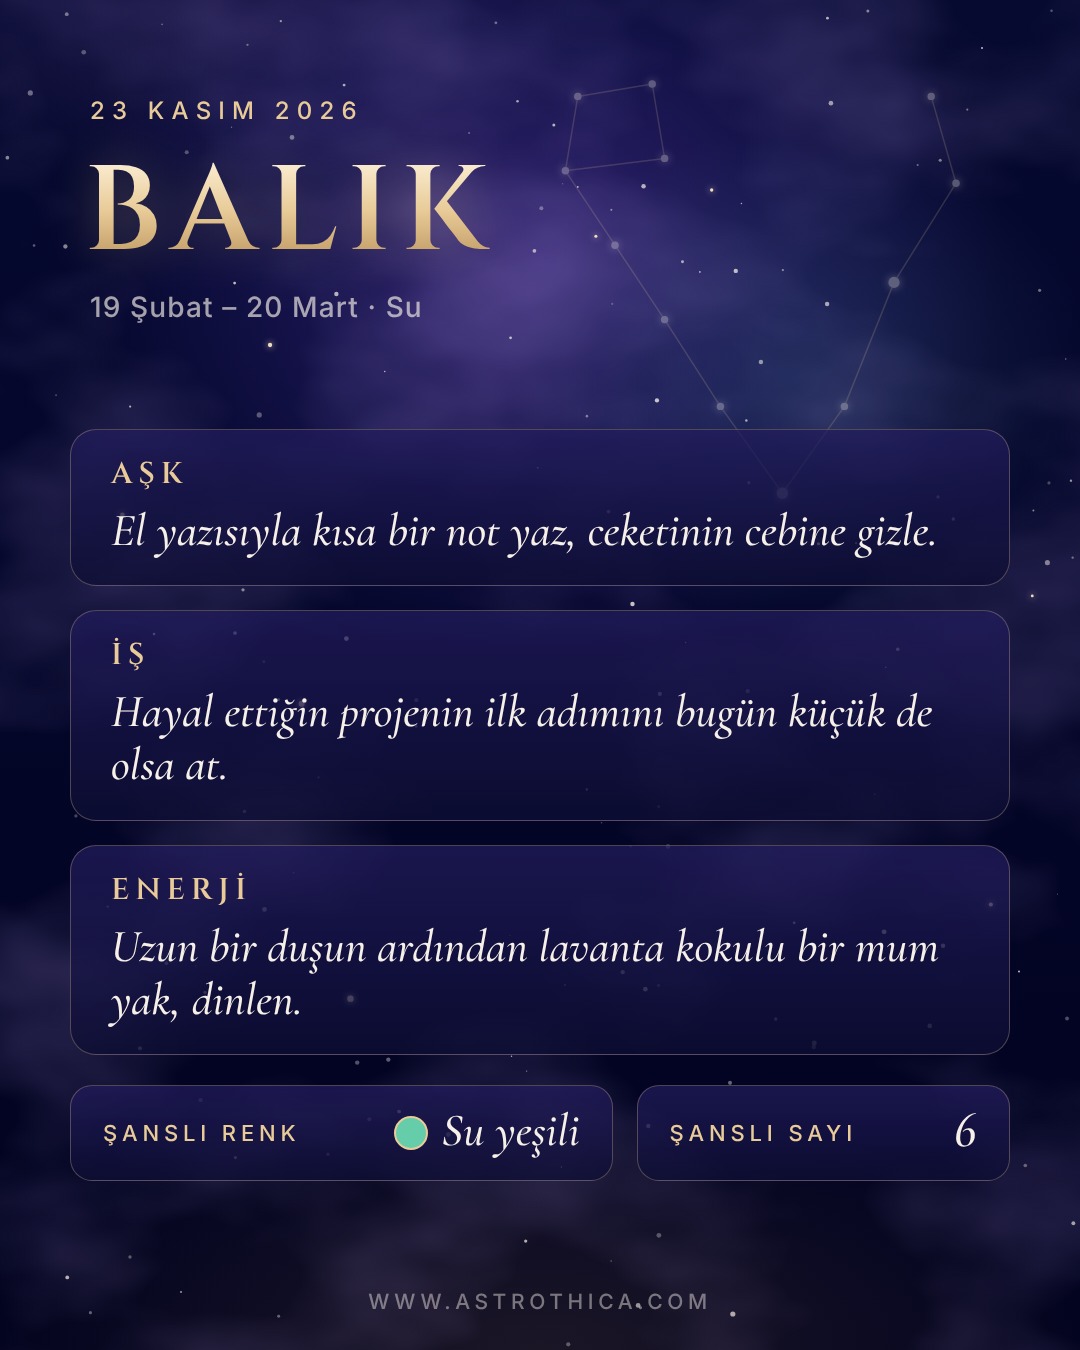 23 KASIM 2026
BALIK
19 Şubat – 20 Mart · Su
AŞK
El yazısıyla kısa bir not yaz, ceketinin cebine gizle.
İŞ
Hayal ettiğin projenin ilk adımını bugün küçük de
olsa at.
ENERJİ
Uzun bir duşun ardından lavanta kokulu bir mum
yak, dinlen.
ŞANSLI RENK
Su yeşili
ŞANSLI SAYI
6
WWW.ASTROTHICA.COM